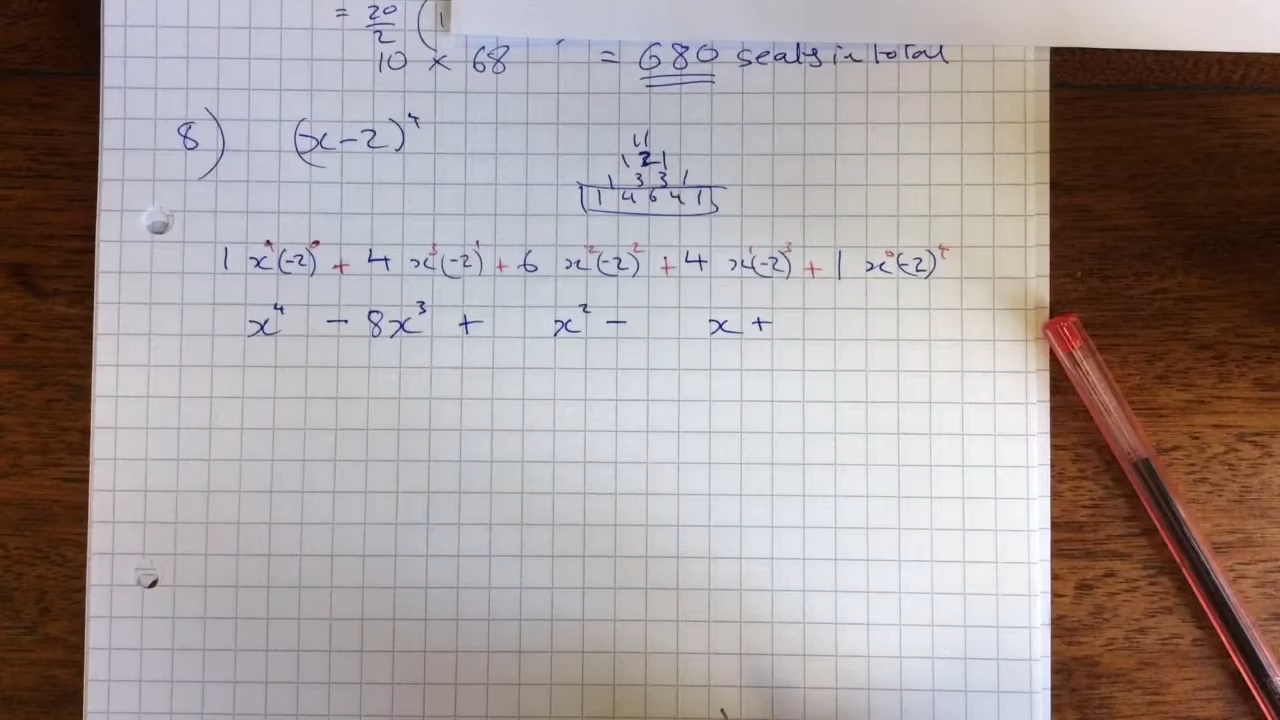 = 20/2 (1
10 × 68 = 680 seats in total
8) (x-2)⁴
1 1
1 2 1
1 3 3 1
1 4 6 4 1
1 x⁴(-2)⁰ + 4 x³(-2)¹ + 6 x²(-2)² + 4 x¹(-2)³ + 1 x⁰(-2)⁴
x⁴ - 8x³ + x² - x +